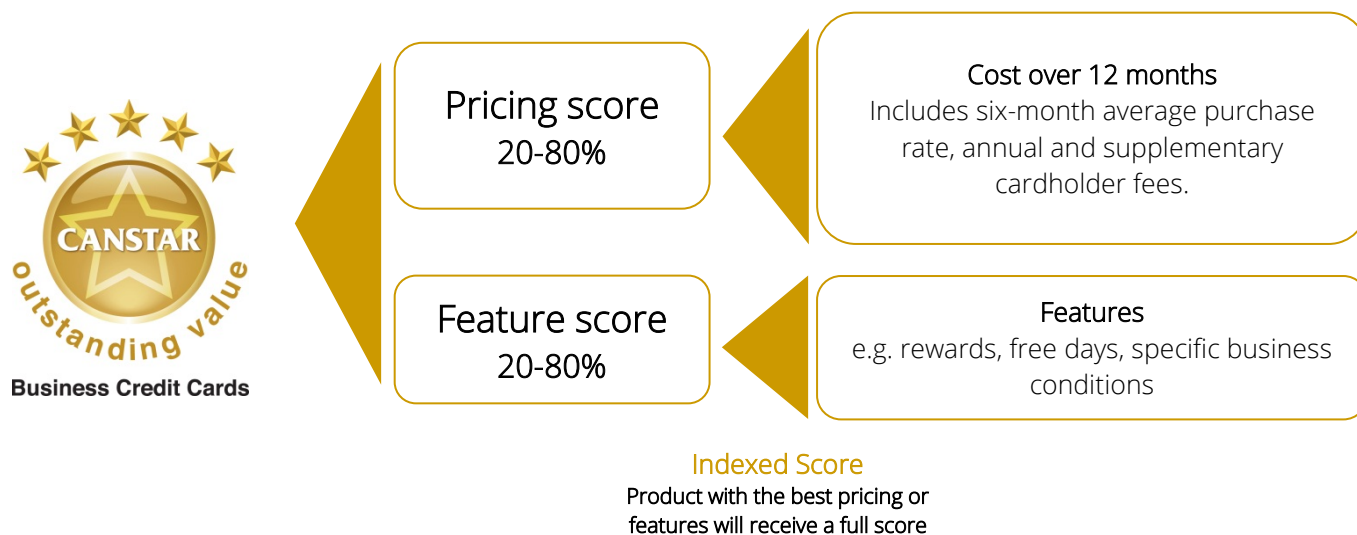 CANSTAR
outstanding value
Business Credit Cards
Pricing score
20-80%
Cost over 12 months
Includes six-month average purchase
rate, annual and supplementary
cardholder fees.
Feature score
20-80%
Features
e.g. rewards, free days, specific business
conditions
Indexed Score
Product with the best pricing or
features will receive a full score